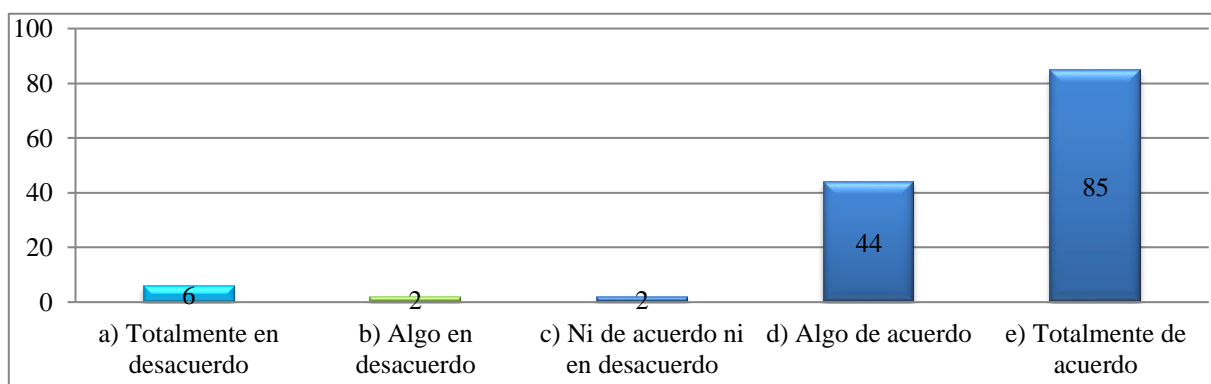 100
80
60
40
20
0
6
2
2
44
85
a) Totalmente en
desacuerdo
b) Algo en
desacuerdo
c) Ni de acuerdo ni
en desacuerdo
d) Algo de acuerdo
e) Totalmente de
acuerdo